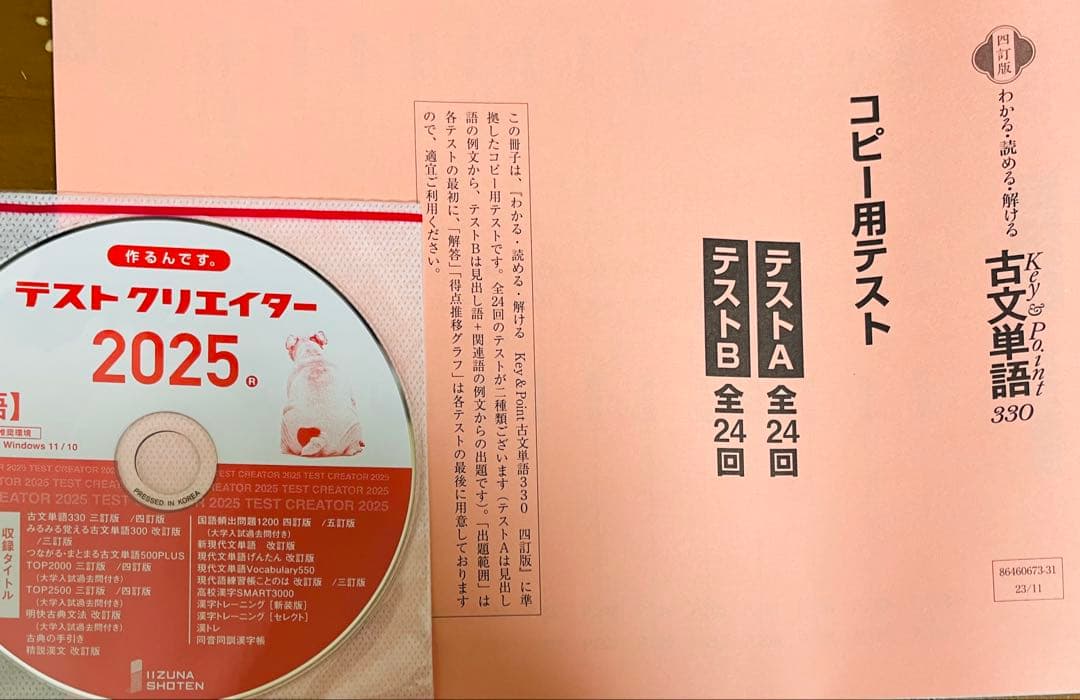 四訂版
わかる・読める・解ける
Key & Point
古文単語
330
コピー用テスト
テストA 全24回
テストB 全24回
この冊子は、『わかる・読める・解ける Key & Point 古文単語330 四訂版』に準
拠したコピー用テストです。全24回のテストが二種類ございます(テストAは見出し
語の例文から、テストBは見出し語+関連語の例文からの出題です)。「出題範囲」は
各テストの最初に、「解答」「得点推移グラフ」は各テストの最後に用意しております
ので、適宜ご利用ください。
86460673-31
23/11
作るんです。
テストクリエイター
2025®
語】
推奨環境
Windows 11 / 10
PRESSED IN KOREA
R 2025 TEST CREATOR 2025 TEST CREATOR 2025 TEST CREATOR 2025
CREATOR 2025 TEST CREATOR 2025 TEST CREATOR 2025
収録タイトル
古文単語330 三訂版 /四訂版
みるみる覚える古文単語300 改訂版
/三訂版
つながる・まとまる古文単語500PLUS
TOP2000 三訂版 /四訂版
(大学入試過去問付き)
TOP2500 三訂版 /四訂版
(大学入試過去問付き)
明快古典文法 改訂版
(大学入試過去問付き)
古典の手引き
精説漢文 改訂版
国語頻出問題1200 四訂版 /五訂版
(大学入試過去問付き)
新現代文単語 改訂版
現代文単語げんたん 改訂版
現代文単語Vocabulary550
現代語練習帳ことのは 改訂版 /三訂版
高校漢字SMART3000
漢字トレーニング [新装版]
漢字トレーニング [セレクト]
漢トレ
同音同訓漢字帳
IIZUNA
SHOTEN